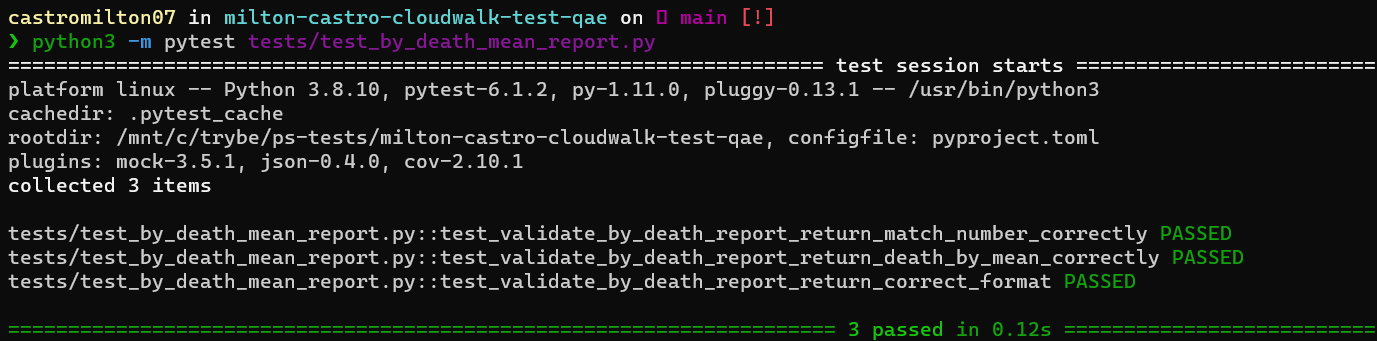 castromilton07 in milton-castro-cloudwalk-test-qae on main [!]
❯ python3 -m pytest tests/test_by_death_mean_report.py
==================================================================== test session starts =========================
platform linux -- Python 3.8.10, pytest-6.1.2, py-1.11.0, pluggy-0.13.1 -- /usr/bin/python3
cachedir: .pytest_cache
rootdir: /mnt/c/trybe/ps-tests/milton-castro-cloudwalk-test-qae, configfile: pyproject.toml
plugins: mock-3.5.1, json-0.4.0, cov-2.10.1
collected 3 items
tests/test_by_death_mean_report.py::test_validate_by_death_report_return_match_number_correctly PASSED
tests/test_by_death_mean_report.py::test_validate_by_death_report_return_death_by_mean_correctly PASSED
tests/test_by_death_mean_report.py::test_validate_by_death_report_return_correct_format PASSED
===================================================================== 3 passed in 0.12s ==========================